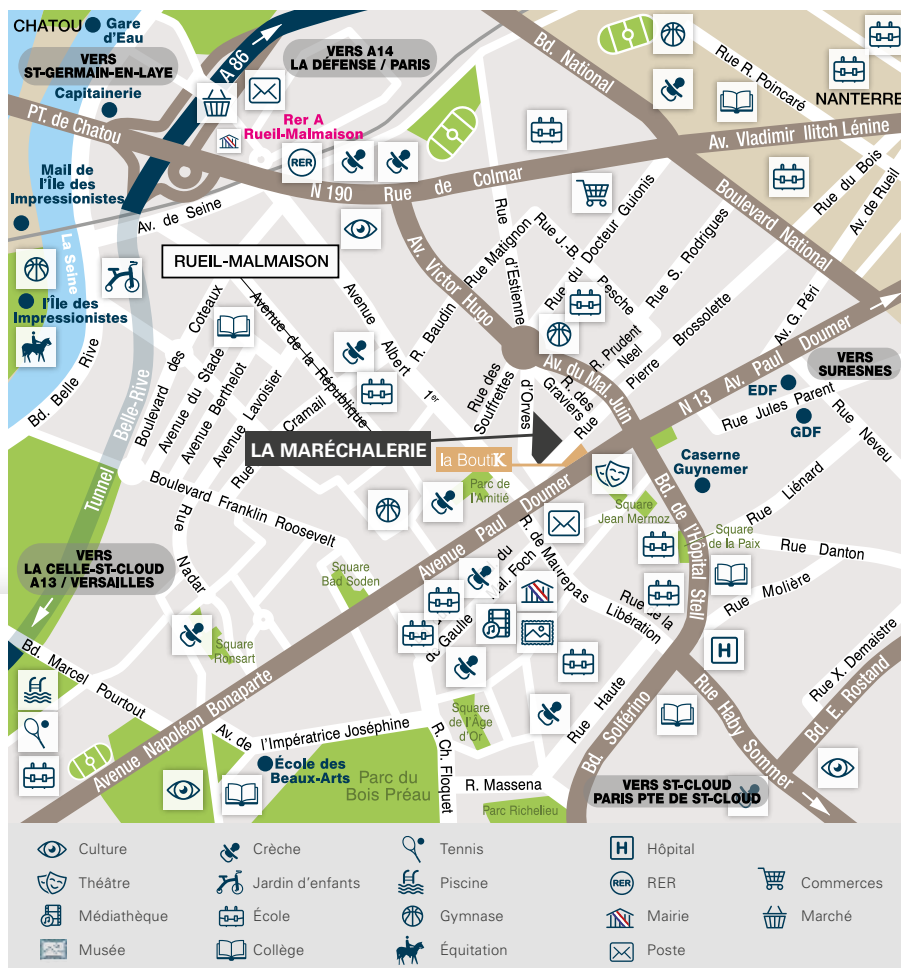 CHATOU
Gare
d'Eau
VERS
ST-GERMAIN-EN-LAYE
A 86
VERS A14
LA DÉFENSE / PARIS
Capitainerie
PT. de Chatou
Rer A
Rueil-Malmaison
RER
Bd. National
Rue R. Poincaré
NANTERRE
Av. Vladimir Ilitch Lénine
Mail de
l'Île des
Impressionistes
N 190 Rue de Colmar
Boulevard National
Rue du Bois
Av. de Rueil
Av. de Seine
La Seine
RUEIL-MALMAISON
Av. Victor Hugo
Rue d'Estienne d'Orves
Rue Matignon
Rue J.-B. Pesche
Rue du Docteur Guionis
Rue S. Rodrigues
l'Île des
Impressionistes
Bd. Belle Rive
Belle-Rive
Tunnel
Boulevard des Coteaux
Avenue du Stade
Avenue Berthelot
Avenue Lavoisier
Rue Cramail
Avenue de la République
Avenue Albert 1er
R. Baudin
Rue des
Souffrettes
R. des
Graviers
R. Prudent
Neel
Rue Pierre Brossolette
Av. du Mal. Juin
N 13 Av. Paul Doumer
Av. G. Péri
VERS
SURESNES
EDF
GDF
Rue Jules Parent
Rue Neveu
LA MARÉCHALERIE
la BoutiK
Parc de
l'Amitié
Caserne
Guynemer
Rue Liénard
Square
Jean Mermoz
Bd. de l'Hôpital Stell
Square
de la Paix
Rue Danton
Rue Molière
Boulevard Franklin Roosevelt
Rue Nadar
Avenue Paul Doumer
R. de Maurepas
du
Mal. Foch
de Gaulle
Rue de la
Libération
VERS
LA CELLE-ST-CLOUD
A13 / VERSAILLES
Square
Bad Soden
Square
Ronsart
Bd. Marcel Pourtout
Avenue Napoléon Bonaparte
Av. de l'Impératrice Joséphine
École des
Beaux-Arts
Parc du
Bois Préau
Square
de l'Âge
d'Or
R. Ch. Floquet
R. Massena
Parc Richelieu
Rue Haute
Bd. Solférino
H
Rue Haby Sommer
Rue X. Demaistre
Bd. E. Rostand
VERS ST-CLOUD
PARIS PTE DE ST-CLOUD
Culture
Crèche
Tennis
H Hôpital
Théâtre
Jardin d'enfants
Piscine
RER RER
Commerces
Médiathèque
École
Gymnase
Mairie
Marché
Musée
Collège
Équitation
Poste